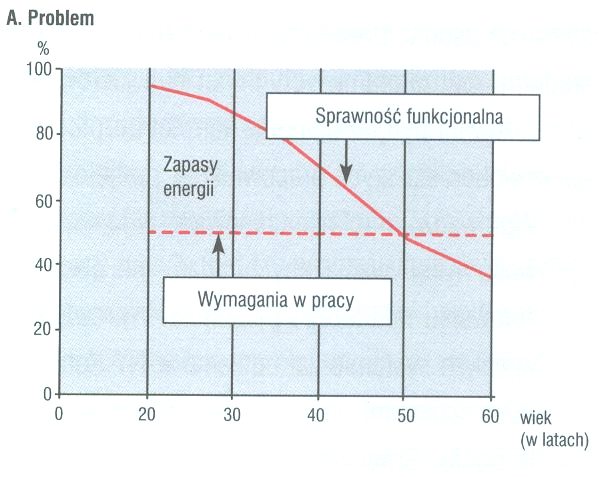 A. Problem
%
100
80
60
40
20
0
Sprawność funkcjonalna
Zapasy
energii
Wymagania w pracy
0 20 30 40 50 60
wiek
(w latach)